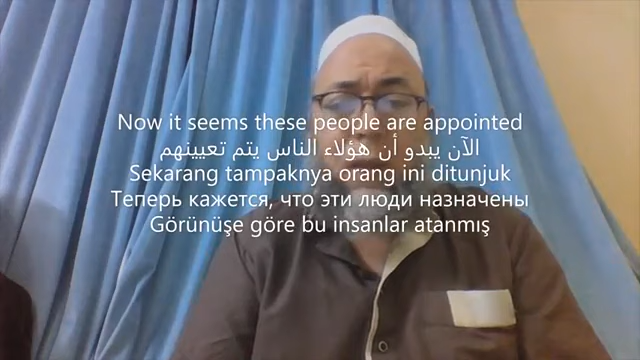 Now it seems these people are appointed
الآن يبدو أن هؤلاء الناس يتم تعيينهم
Sekarang tampaknya orang ini ditunjuk
Теперь кажется, что эти люди назначены
Görünüşe göre bu insanlar atanmış